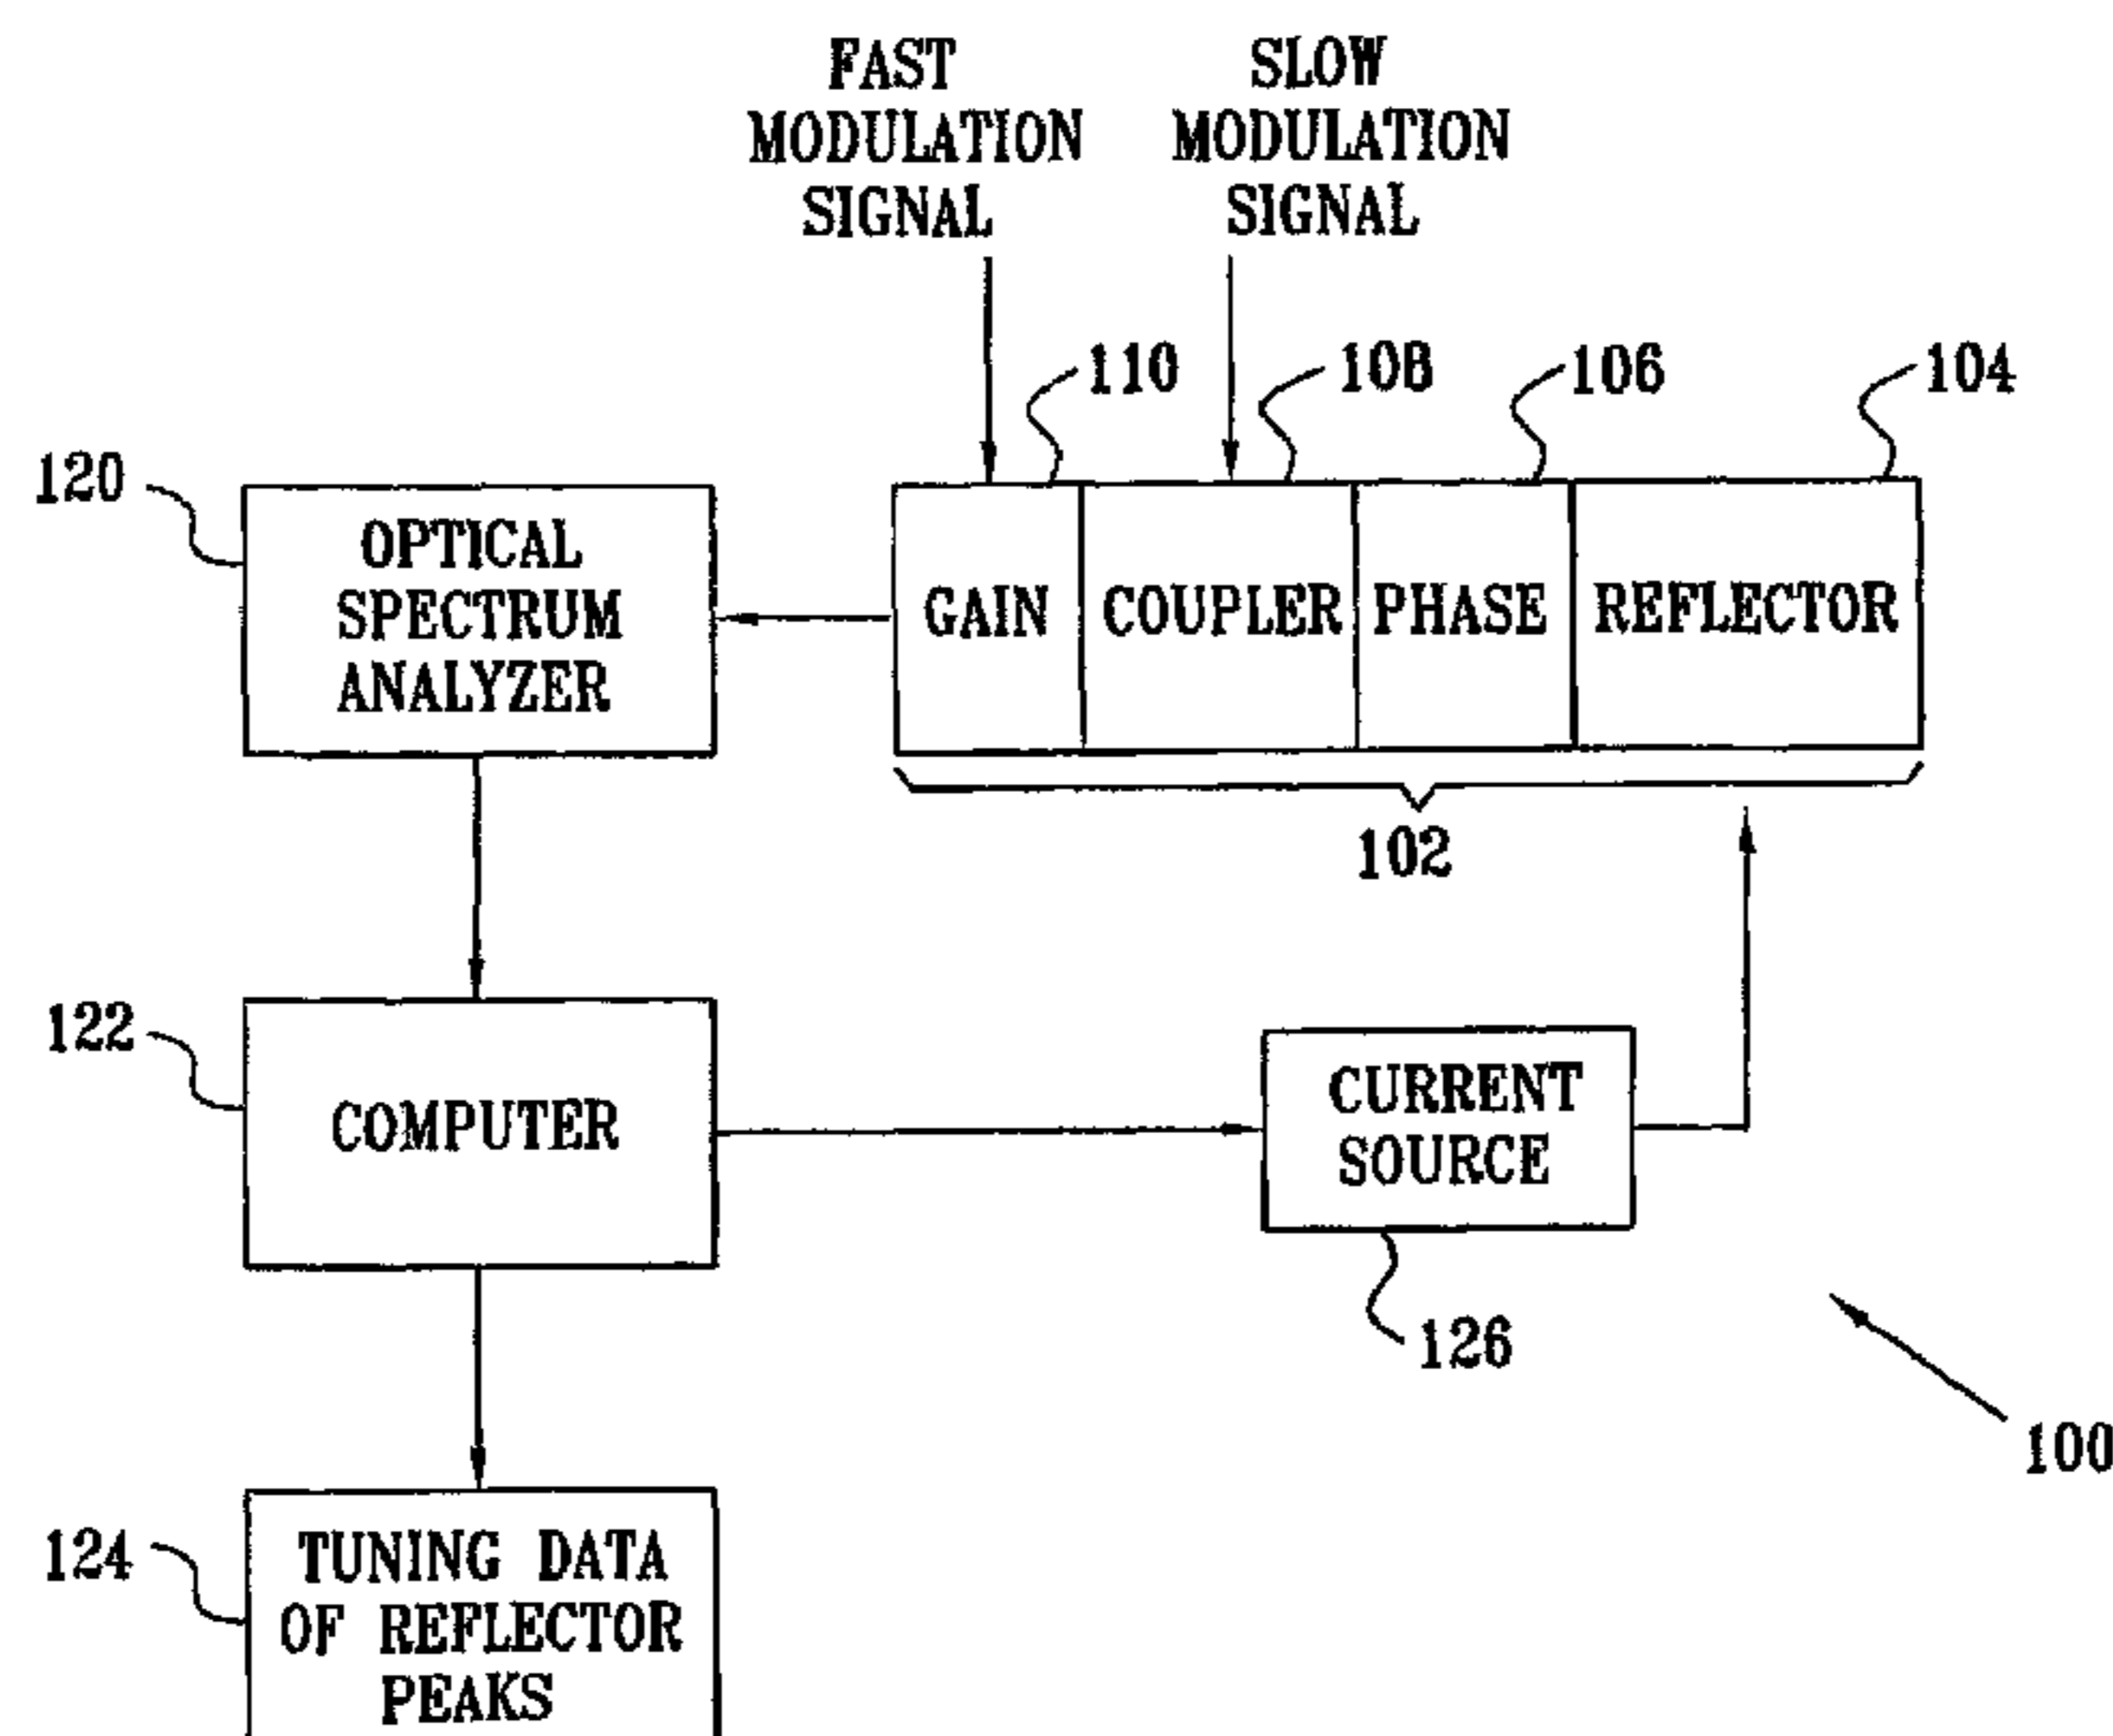 FAST
MODULATION
SIGNAL
SLOW
MODULATION
SIGNAL
110
108
106
104
120
OPTICAL
SPECTRUM
ANALYZER
GAIN
COUPLER
PHASE
REFLECTOR
102
122
COMPUTER
CURRENT
SOURCE
126
100
124
TUNING DATA
OF REFLECTOR
PEAKS